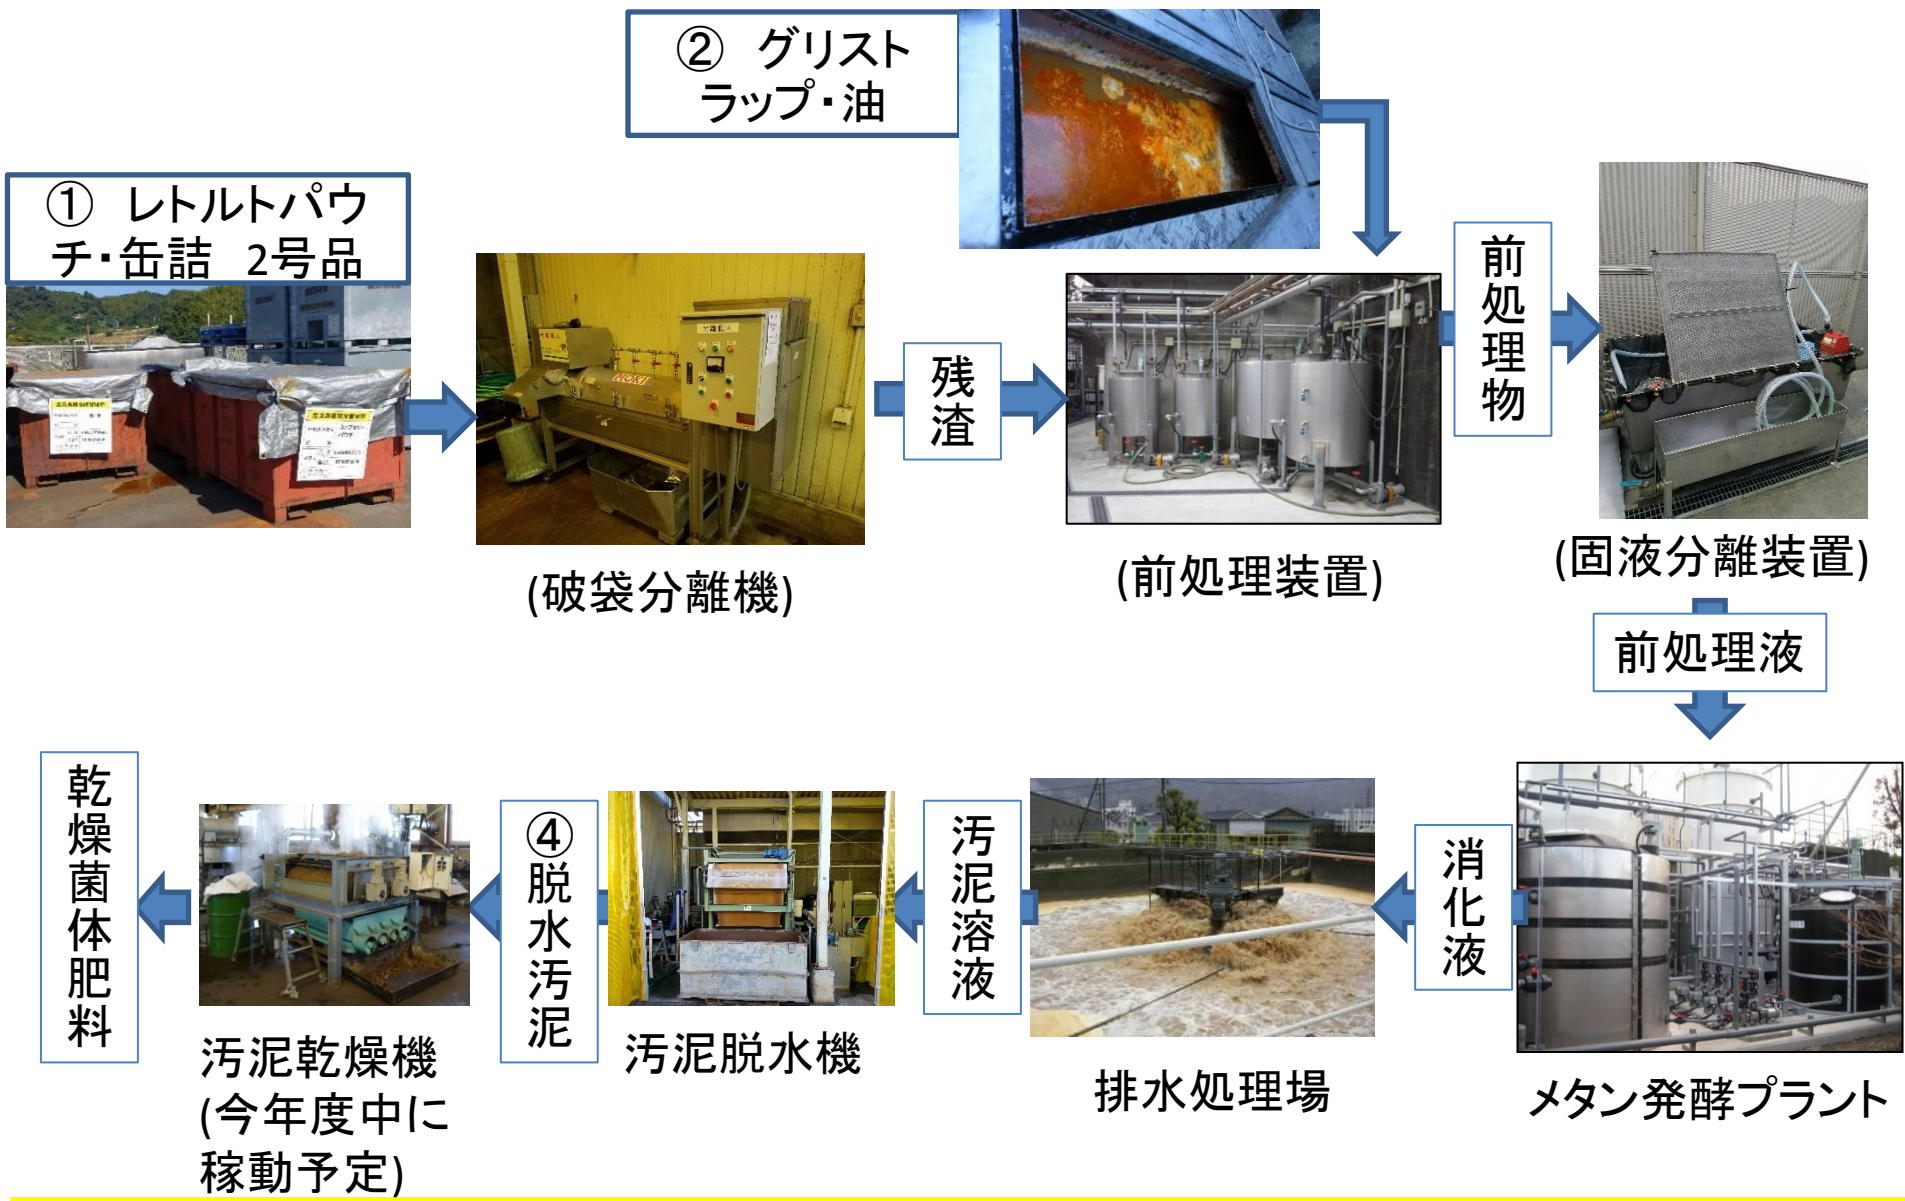 ② グリスト
ラップ・油
① レトルトパウ
チ・缶詰 2号品
MOKI
残渣
前処理物
(破袋分離機)
(前処理装置)
(固液分離装置)
前処理液
メタン発酵プラント
消化液
排水処理場
汚泥溶液
汚泥脱水機
④脱水汚泥
汚泥乾燥機
(今年度中に
稼動予定)
乾燥菌体肥料